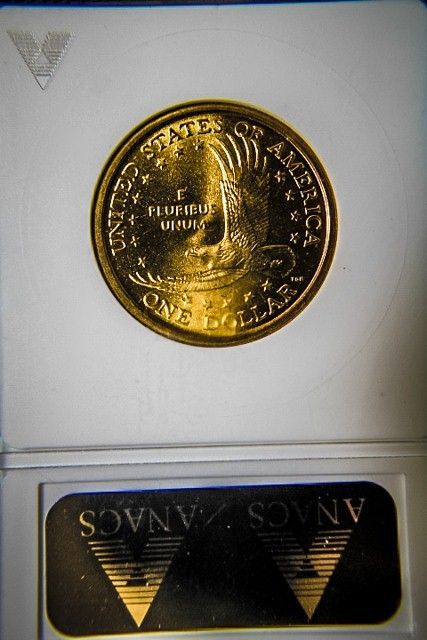 UNITED STATES OF AMERICA
E
PLURIBUS
UNUM
ONE DOLLAR
ANACS ANACS